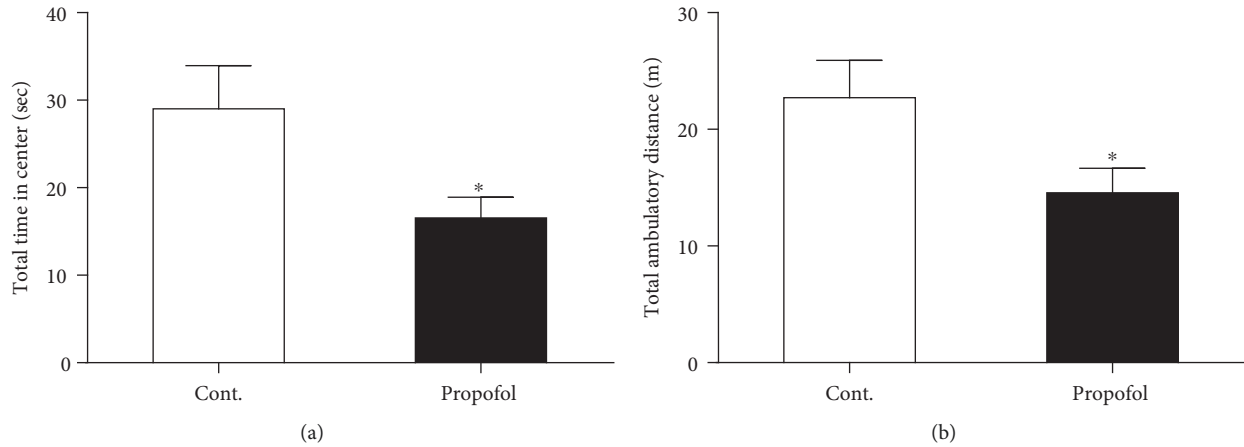 Total time in center (sec)
40
30
20
10
0
*
Cont.
Propofol
(a)
Total ambulatory distance (m)
30
20
10
0
*
Cont.
Propofol
(b)